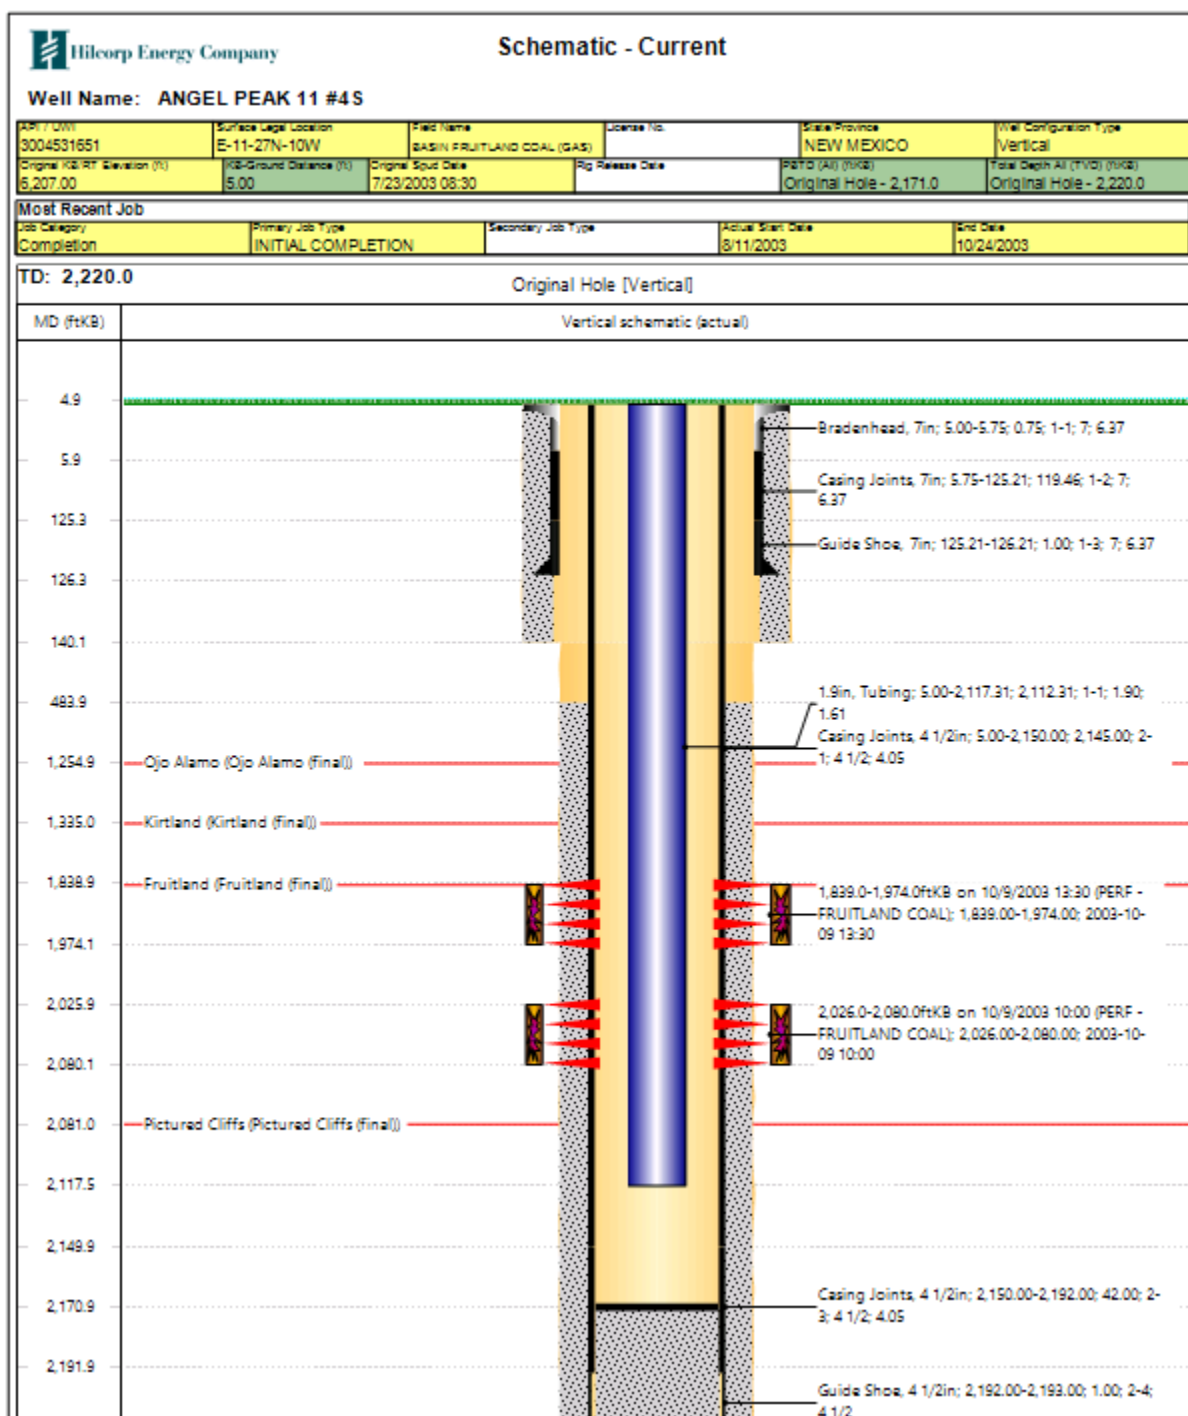 Hilcorp Energy Company
Schematic - Current
Well Name: ANGEL PEAK 11 #4S
API / UWI
3004531651
Surface Legal Location
E-11-27N-10W
Field Name
BASIN FRUITLAND COAL (GAS)
License No.
State/Province
NEW MEXICO
Well Configuration Type
Vertical
Original KB/RT Elevation (ft)
6,207.00
KB-Ground Distance (ft)
5.00
Original Spud Date
7/23/2003 08:30
Rig Release Date
PBTD (All) (ftKB)
Original Hole - 2,171.0
Total Depth All (TVD) (ftKB)
Original Hole - 2,220.0
Most Recent Job
Job Category
Completion
Primary Job Type
INITIAL COMPLETION
Secondary Job Type
Actual Start Date
8/11/2003
End Date
10/24/2003
TD: 2,220.0
Original Hole [Vertical]
MD (ftKB)
Vertical schematic (actual)
4.9
Bradenhead, 7in; 5.00-5.75; 0.75; 1-1; 7; 6.37
5.9
Casing Joints, 7in; 5.75-125.21; 119.46; 1-2; 7;
6.37
125.3
Guide Shoe, 7in; 125.21-126.21; 1.00; 1-3; 7; 6.37
126.3
140.1
483.9
1.9in, Tubing; 5.00-2,117.31; 2,112.31; 1-1; 1.90;
1.61
Casing Joints, 4 1/2in; 5.00-2,150.00; 2,145.00; 2-
1; 4 1/2; 4.05
1,254.9
Ojo Alamo (Ojo Alamo (final))
1,335.0
Kirtland (Kirtland (final))
1,838.9
Fruitland (Fruitland (final))
1,839.0-1,974.0ftKB on 10/9/2003 13:30 (PERF -
FRUITLAND COAL); 1,839.00-1,974.00; 2003-10-
09 13:30
1,974.1
2,025.9
2,026.0-2,080.0ftKB on 10/9/2003 10:00 (PERF -
FRUITLAND COAL); 2,026.00-2,080.00; 2003-10-
09 10:00
2,080.1
2,081.0
Pictured Cliffs (Pictured Cliffs (final))
2,117.5
2,149.9
2,170.9
Casing Joints, 4 1/2in; 2,150.00-2,192.00; 42.00; 2-
3; 4 1/2; 4.05
2,191.9
Guide Shoe, 4 1/2in; 2,192.00-2,193.00; 1.00; 2-4;
4 1/2